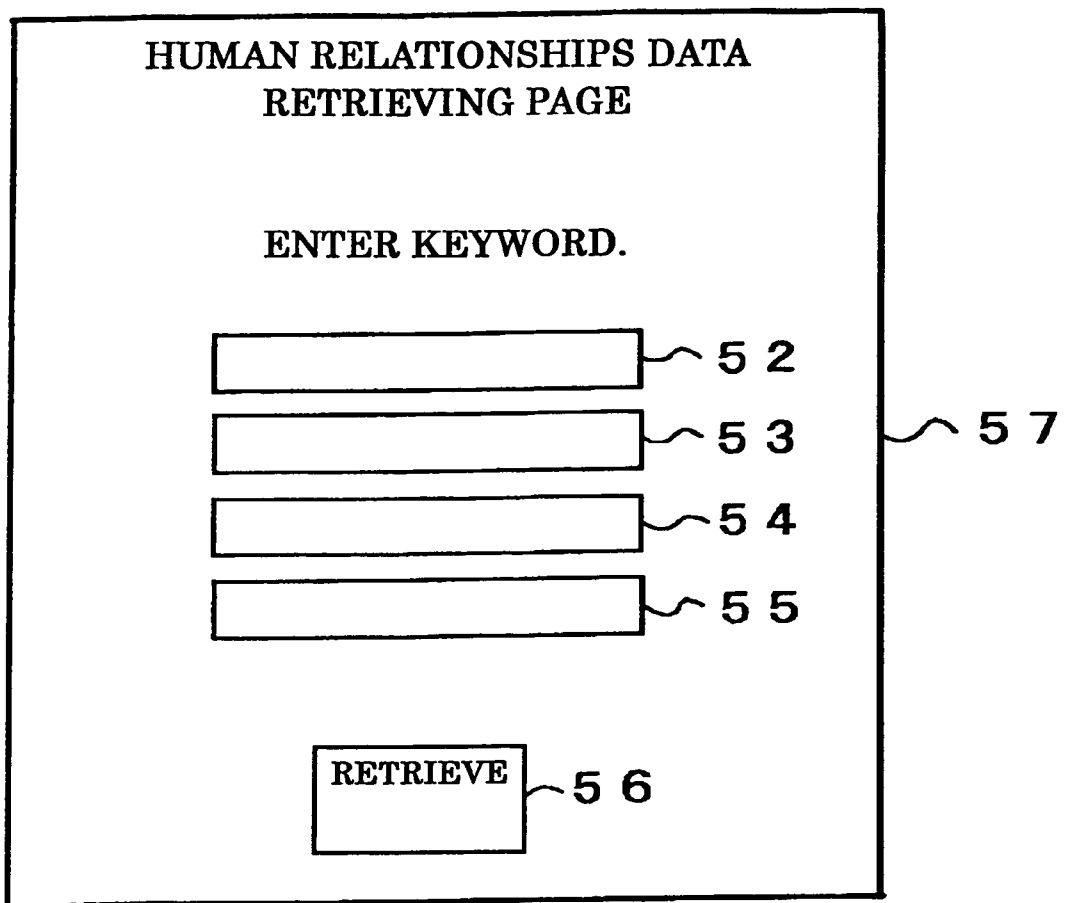 HUMAN RELATIONSHIPS DATA
RETRIEVING PAGE
ENTER KEYWORD.
52
53
57
54
55
RETRIEVE
56